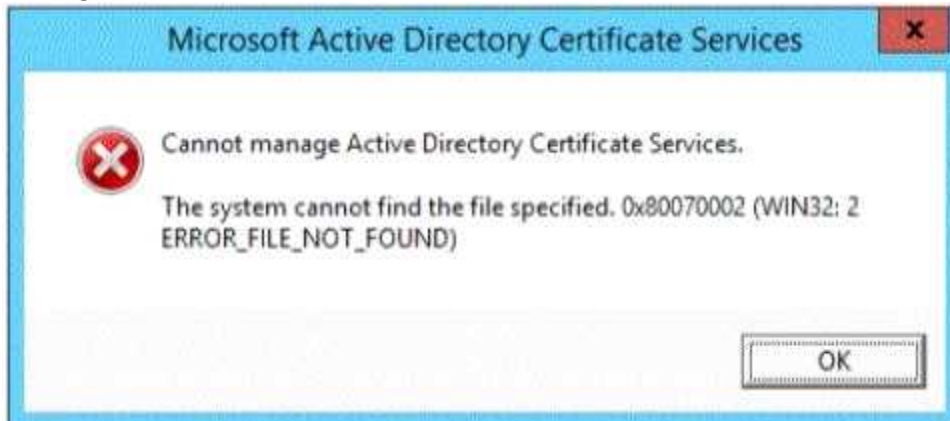 Microsoft Active Directory Certificate Services
Cannot manage Active Directory Certificate Services.
The system cannot find the file specified. 0x80070002 (WIN32: 2
ERROR_FILE_NOT_FOUND)
OK